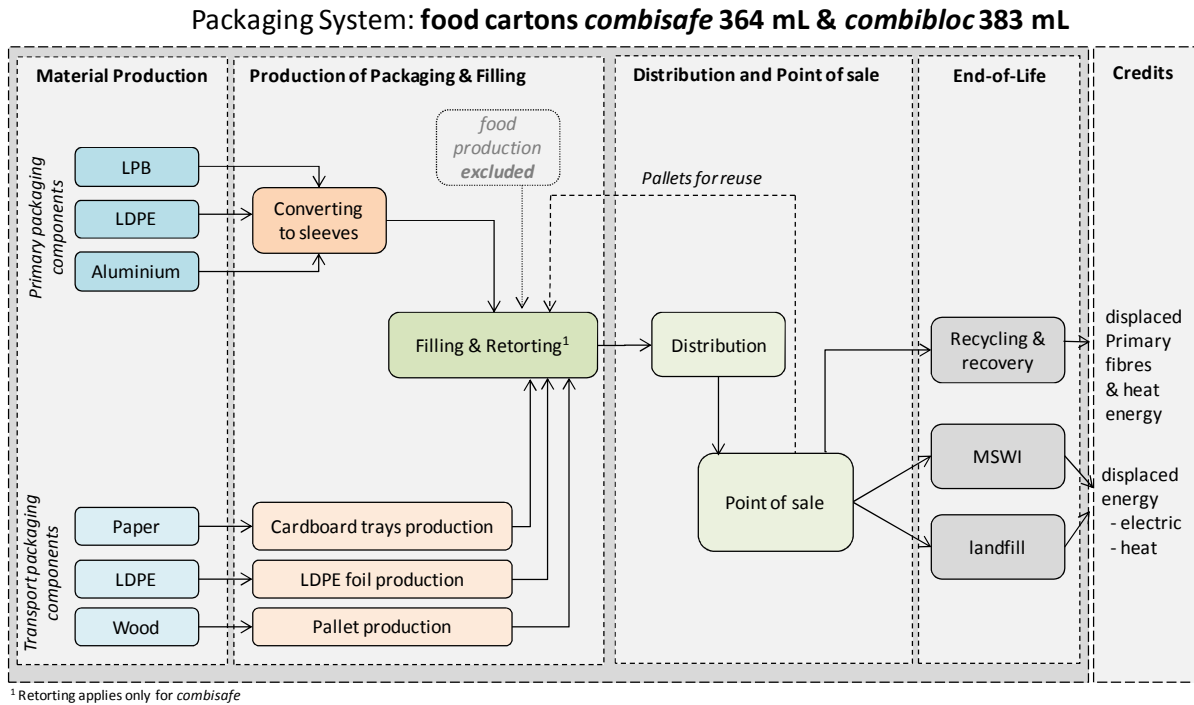 Packaging System: food cartons combisafe 364 mL & combibloc 383 mL
Material Production
Production of Packaging & Filling
Distribution and Point of sale
End-of-Life
Credits
Primary packaging
components
LPB
LDPE
Aluminium
Converting
to sleeves
food
production
excluded
Pallets for reuse
Filling & Retorting¹
Distribution
Point of sale
Recycling &
recovery
MSWI
landfill
displaced
Primary
fibres
& heat
energy
displaced
energy
- electric
- heat
Transport packaging
components
Paper
LDPE
Wood
Cardboard trays production
LDPE foil production
Pallet production
¹ Retorting applies only for combisafe